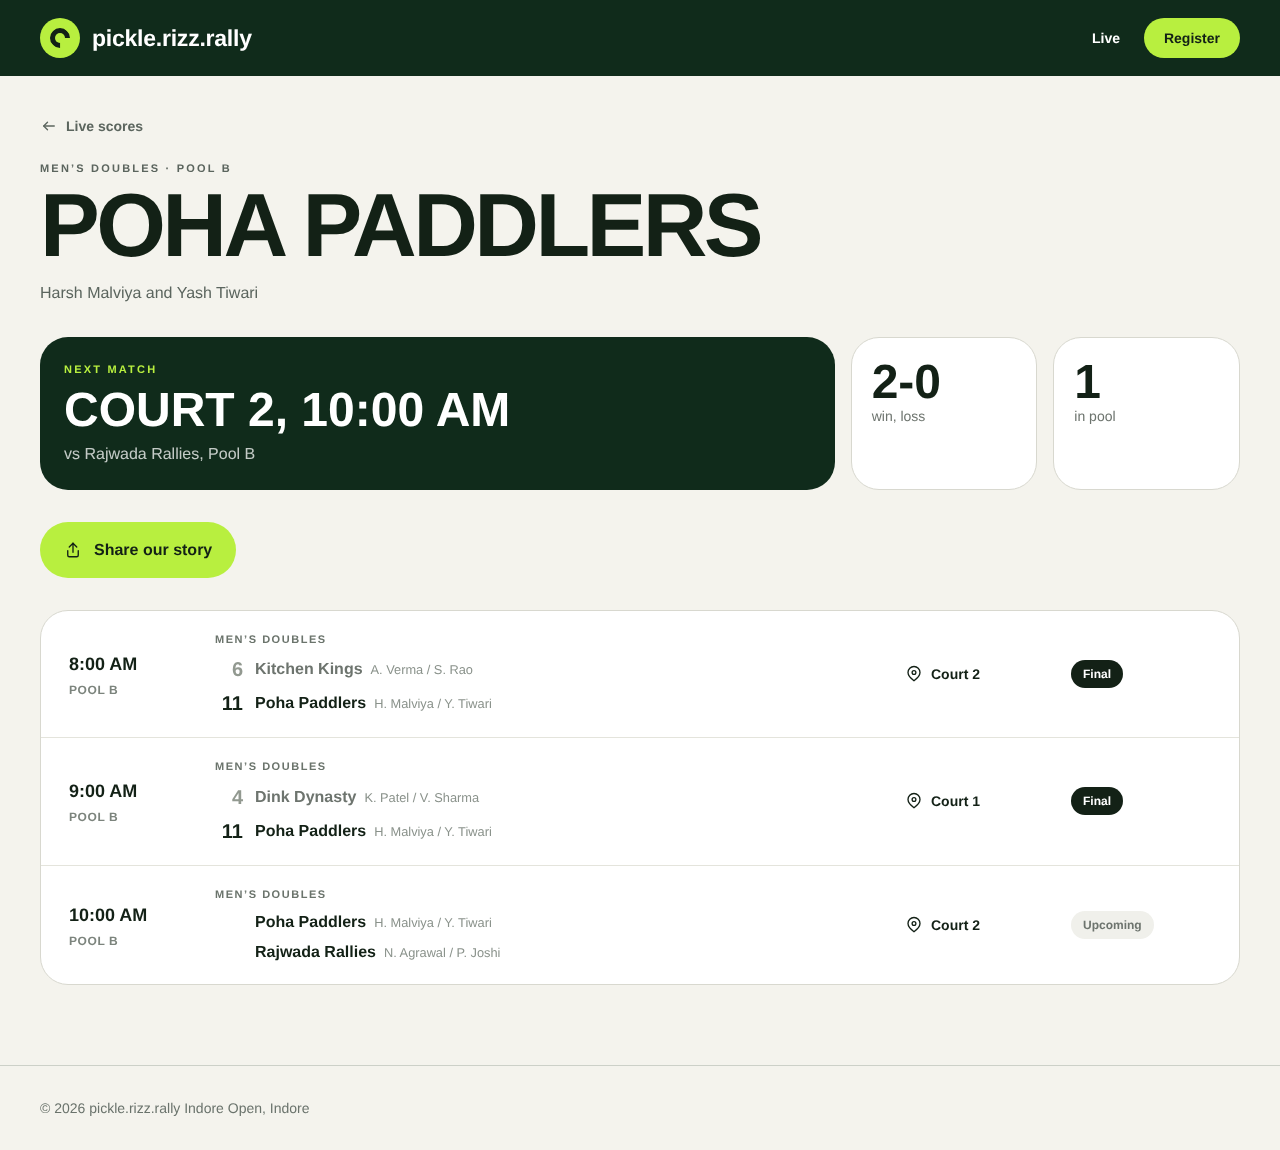 pickle.rizz.rally
Live
Register
Live scores
MEN'S DOUBLES · POOL B
POHA PADDLERS
Harsh Malviya and Yash Tiwari
NEXT MATCH
COURT 2, 10:00 AM
vs Rajwada Rallies, Pool B
2-0
win, loss
1
in pool
Share our story
8:00 AM
POOL B
MEN'S DOUBLES
6 Kitchen Kings A. Verma / S. Rao
11 Poha Paddlers H. Malviya / Y. Tiwari
Court 2
Final
9:00 AM
POOL B
MEN'S DOUBLES
4 Dink Dynasty K. Patel / V. Sharma
11 Poha Paddlers H. Malviya / Y. Tiwari
Court 1
Final
10:00 AM
POOL B
MEN'S DOUBLES
Poha Paddlers H. Malviya / Y. Tiwari
Rajwada Rallies N. Agrawal / P. Joshi
Court 2
Upcoming
© 2026 pickle.rizz.rally Indore Open, Indore